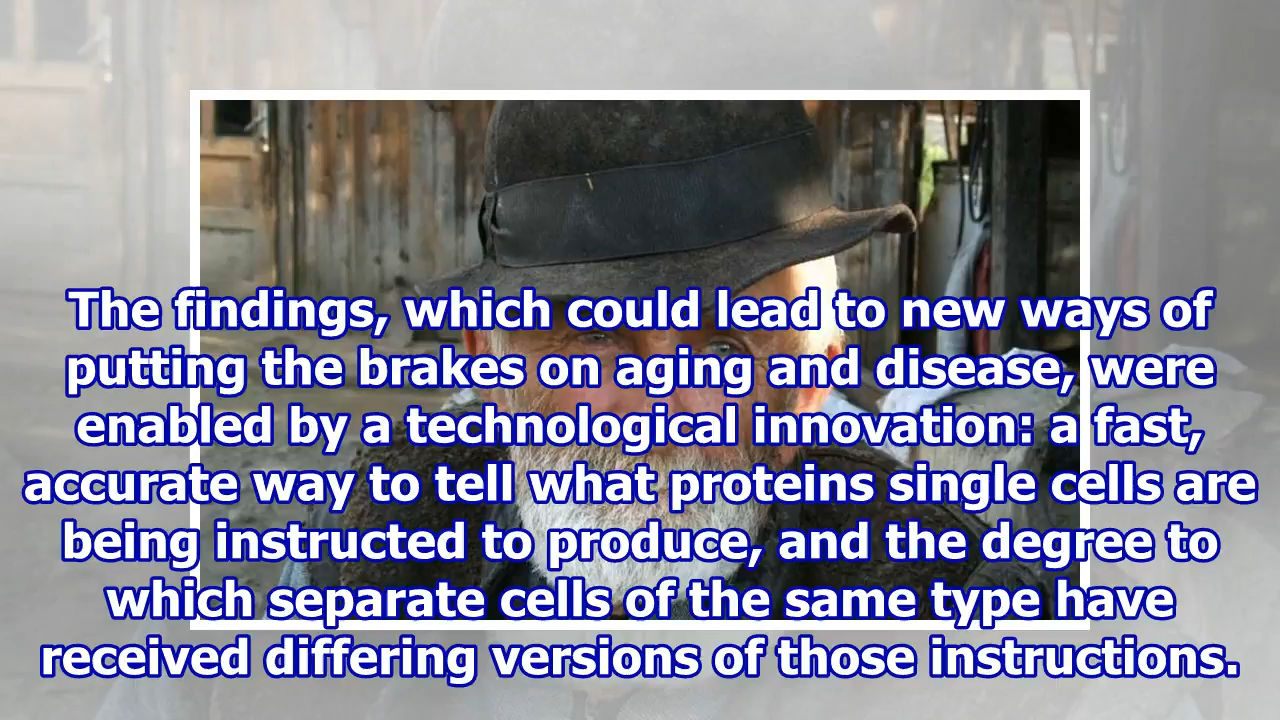 The findings, which could lead to new ways of
putting the brakes on aging and disease, were
enabled by a technological innovation: a fast,
accurate way to tell what proteins single cells are
being instructed to produce, and the degree to
which separate cells of the same type have
received differing versions of those instructions.